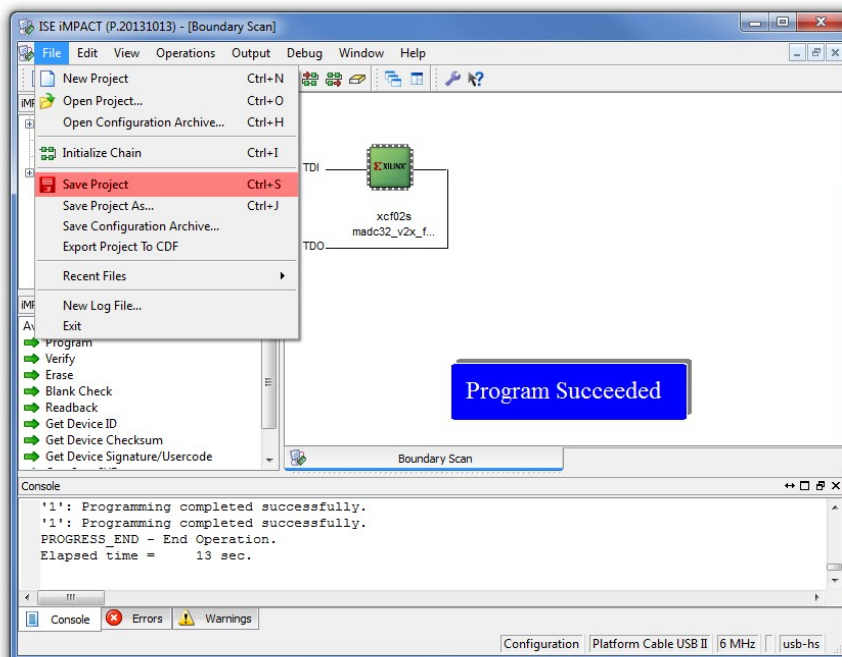 ISE iMPACT (P.20131013) - [Boundary Scan]
File Edit View Operations Output Debug Window Help
New Project Ctrl+N
Open Project... Ctrl+O
Open Configuration Archive... Ctrl+H
Initialize Chain Ctrl+I
Save Project Ctrl+S
Save Project As... Ctrl+J
Save Configuration Archive...
Export Project To CDF
Recent Files
New Log File...
Exit
TDI
XILINX
xcf02s
madc32_v2x_f...
TDO
Program
Verify
Erase
Blank Check
Readback
Get Device ID
Get Device Checksum
Get Device Signature/Usercode
Program Succeeded
Boundary Scan
Console
'1': Programming completed successfully.
'1': Programming completed successfully.
PROGRESS_END - End Operation.
Elapsed time =     13 sec.
Console Errors Warnings
Configuration Platform Cable USB II 6 MHz usb-hs